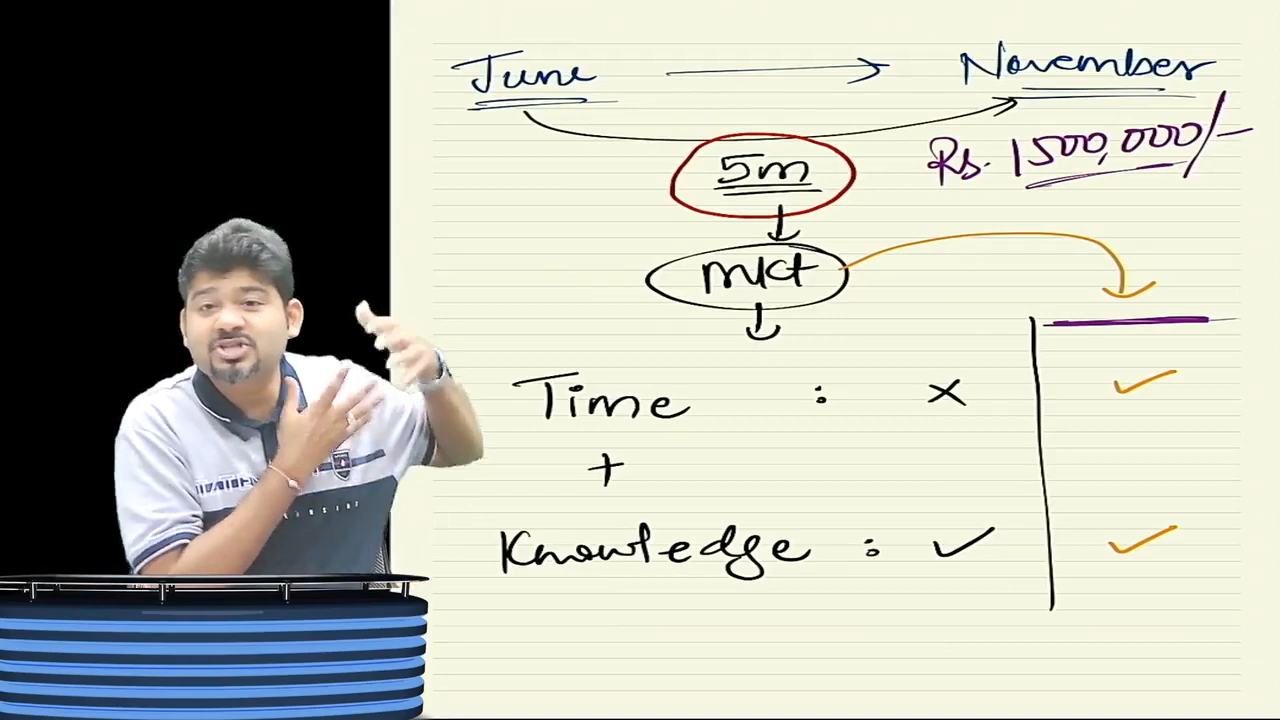 June → November
Rs. 1500,000/-
5m
↓
mkt
↓
Time : ×
+
Knowledge : ✓
✓
✓